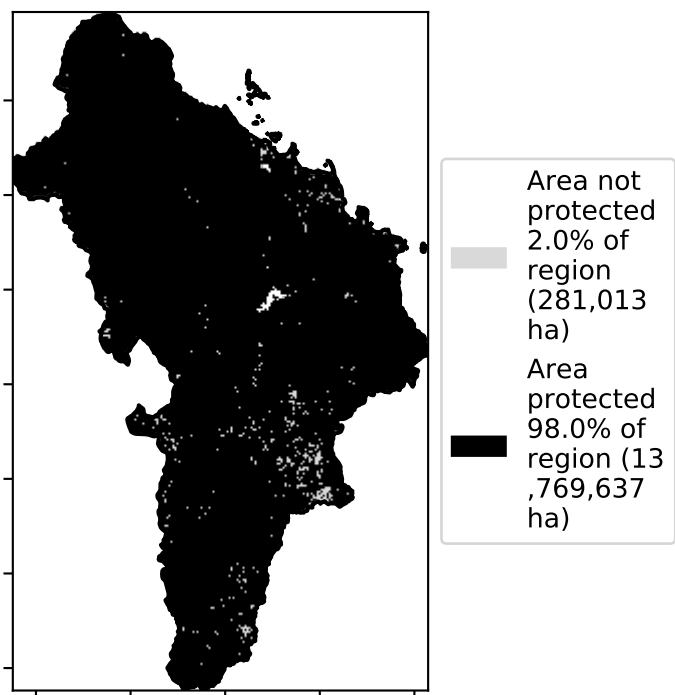 Area not
protected
2.0% of
region
(281,013
ha)
Area
protected
98.0% of
region (13
,769,637
ha)